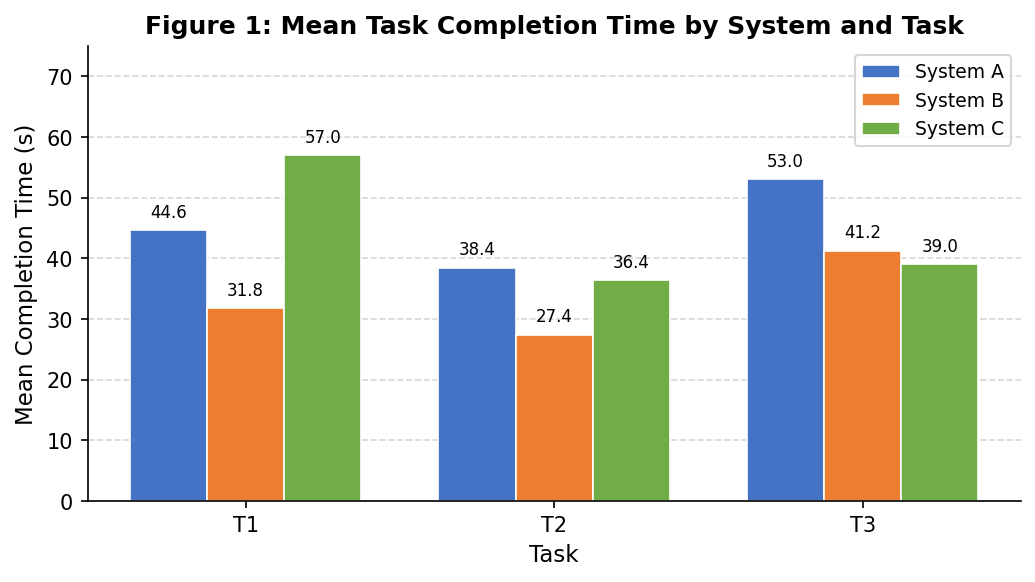 Figure 1: Mean Task Completion Time by System and Task
Mean Completion Time (s)
70
60
50
40
30
20
10
0
System A
System B
System C
44.6
31.8
57.0
38.4
27.4
36.4
53.0
41.2
39.0
T1
T2
T3
Task